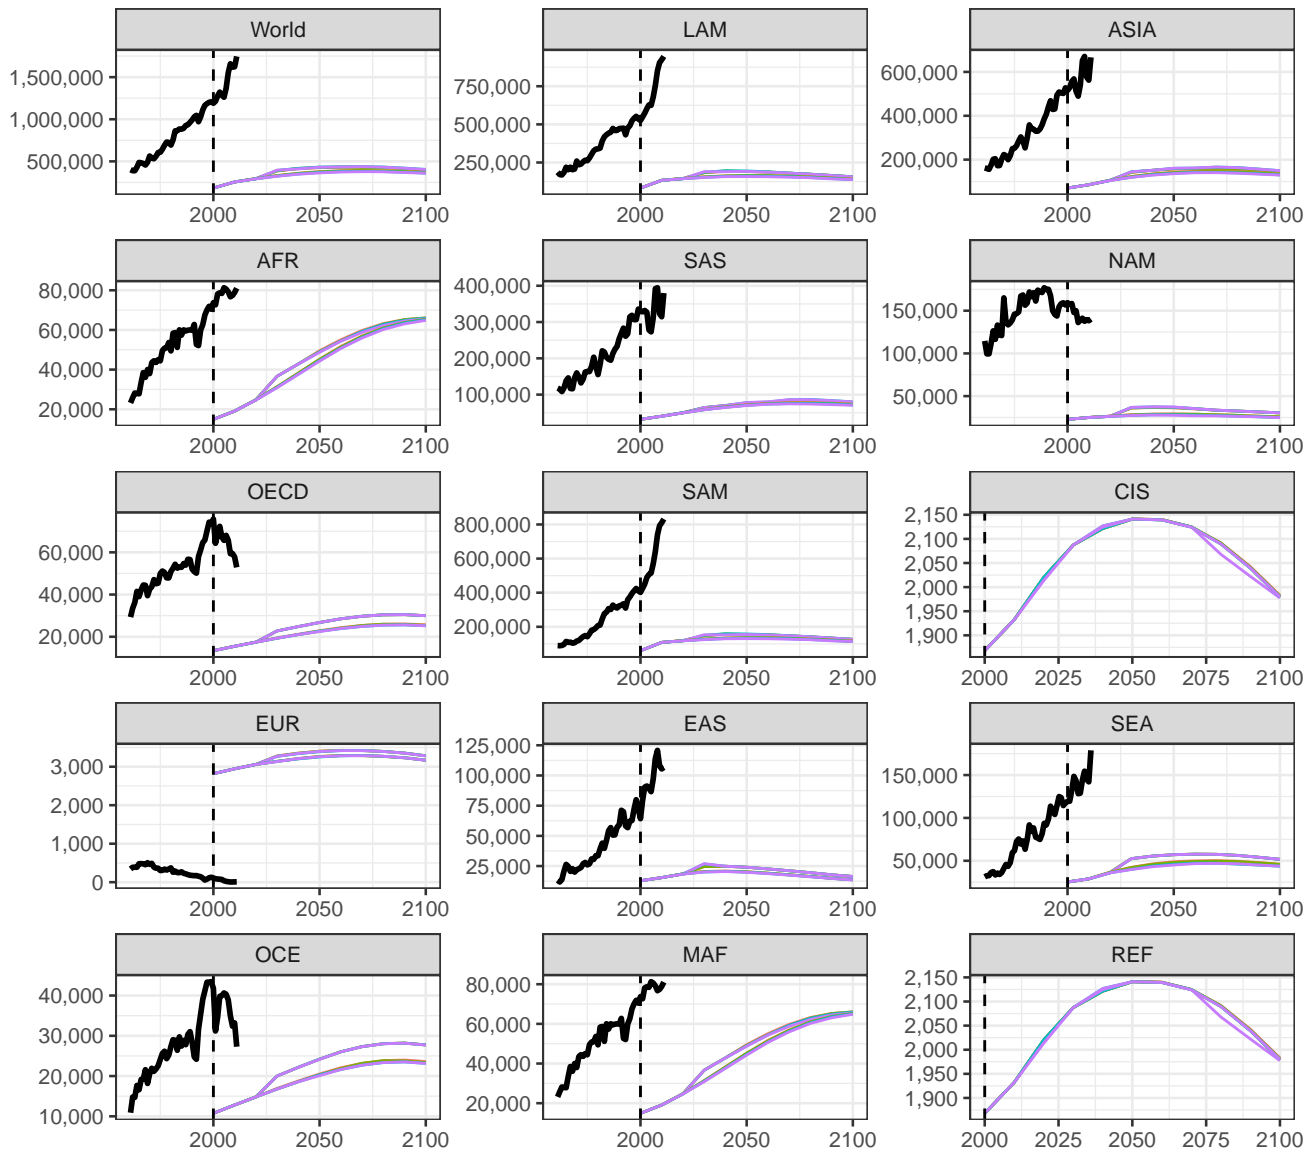 World
1,500,000
1,000,000
500,000
2000 2050 2100
LAM
750,000
500,000
250,000
2000 2050 2100
ASIA
600,000
400,000
200,000
2000 2050 2100
AFR
80,000
60,000
40,000
20,000
2000 2050 2100
SAS
400,000
300,000
200,000
100,000
2000 2050 2100
NAM
150,000
100,000
50,000
2000 2050 2100
OECD
60,000
40,000
20,000
2000 2050 2100
SAM
800,000
600,000
400,000
200,000
2000 2050 2100
CIS
2,150
2,100
2,050
2,000
1,950
1,900
2000 2025 2050 2075 2100
EUR
3,000
2,000
1,000
0
2000 2050 2100
EAS
125,000
100,000
75,000
50,000
25,000
2000 2050 2100
SEA
150,000
100,000
50,000
2000 2050 2100
OCE
40,000
30,000
20,000
10,000
2000 2050 2100
MAF
80,000
60,000
40,000
20,000
2000 2050 2100
REF
2,150
2,100
2,050
2,000
1,950
1,900
2000 2025 2050 2075 2100